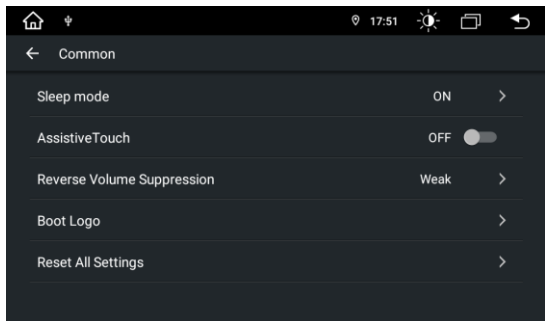 17:51
Common
Sleep mode ON
AssistiveTouch OFF
Reverse Volume Suppression Weak
Boot Logo
Reset All Settings